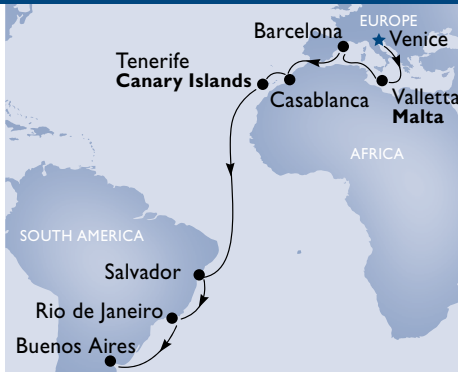 EUROPE
Barcelona
Venice
Tenerife
Canary Islands
Casablanca
Valletta
Malta
AFRICA
SOUTH AMERICA
Salvador
Rio de Janeiro
Buenos Aires